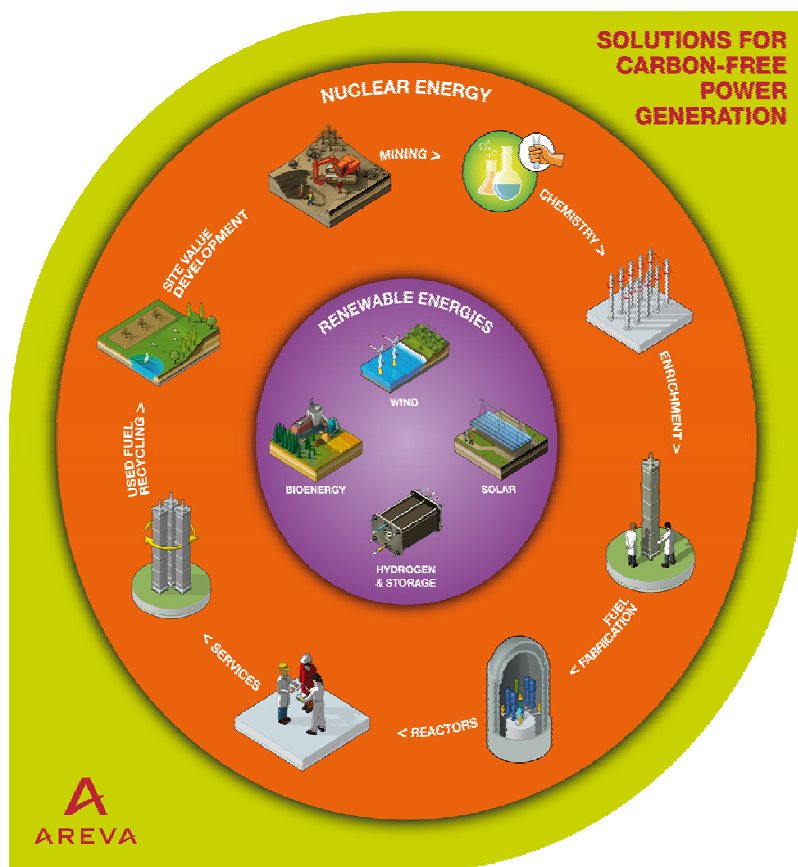 SOLUTIONS FOR
CARBON-FREE
POWER
GENERATION
NUCLEAR ENERGY
MINING >
CHEMISTRY >
ENRICHMENT >
FUEL
< FABRICATION
< REACTORS
< SERVICES
USED FUEL
RECYCLING >
SITE VALUE
DEVELOPMENT
RENEWABLE ENERGIES
WIND
BIOENERGY
SOLAR
HYDROGEN
& STORAGE
AREVA